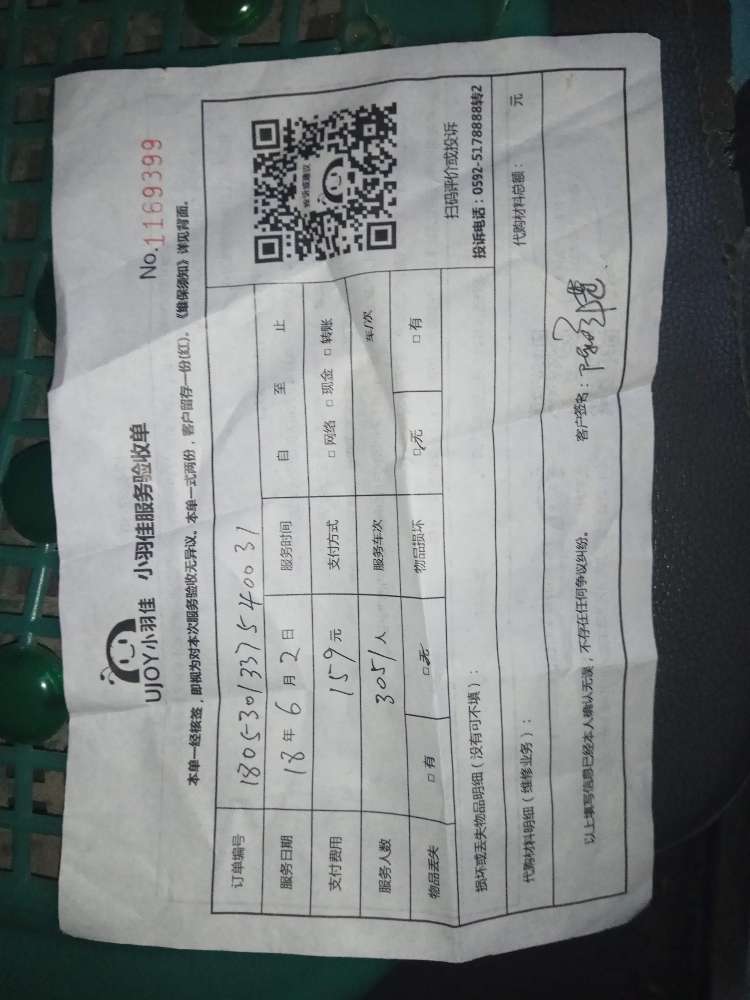 No.1169399
UJOY小羽佳 小羽佳服务验收单
本单一经核签，即视为对本次服务验收无异议。本单一式两份，客户留存一份(红)。《维保须知》详见背面。
订单编号 180530133754003 1
服务日期 18年6月2日 服务时间 自 至 止
支付费用 159元 支付方式 □网络 □现金 □转账
服务人数 3051人 服务车次 车/次
物品丢失 □有 □无 物品损坏 □无 □有
投诉或建议
扫码评价或投诉
投诉电话：0592-5178888转2
损坏或丢失物品明细（没有可不填）：
代购材料明细（维修业务）： 代购材料总额： 元
以上填写信息已经本人确认无误，不存在任何争议纠纷。 客户签名：